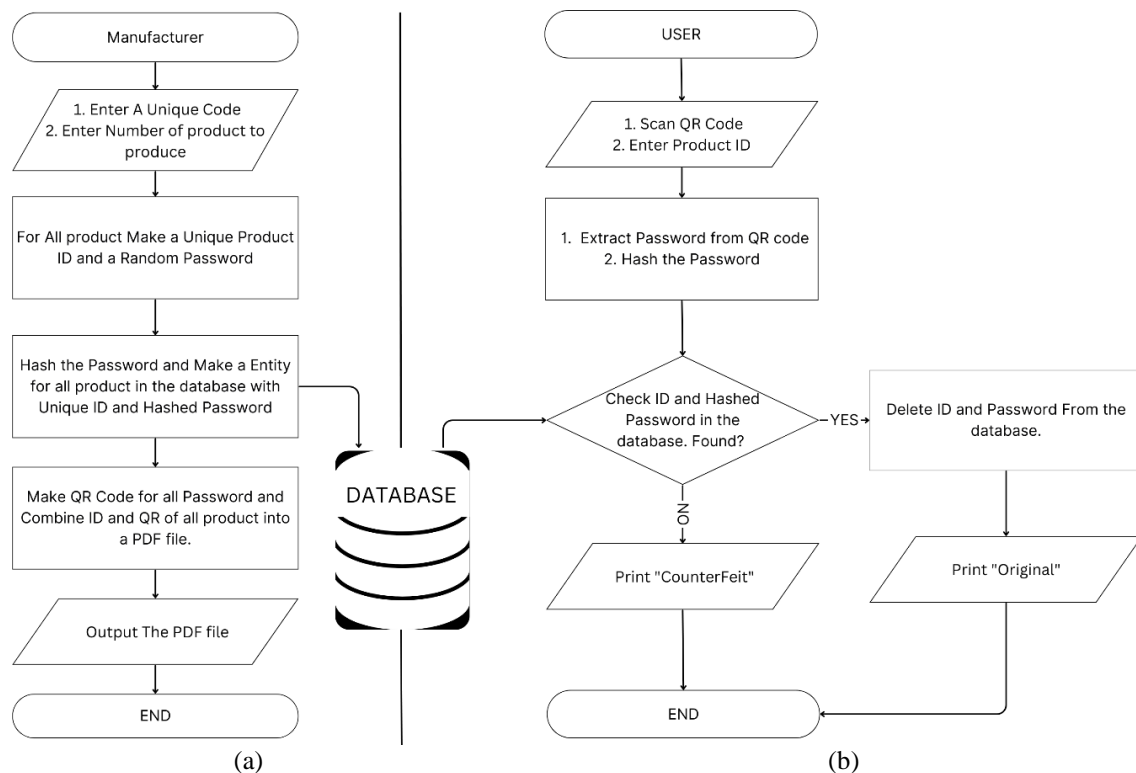 Manufacturer
1. Enter A Unique Code
2. Enter Number of product to
produce
For All product Make a Unique Product
ID and a Random Password
Hash the Password and Make a Entity
for all product in the database with
Unique ID and Hashed Password
Make QR Code for all Password and
Combine ID and QR of all product into
a PDF file.
Output The PDF file
END
(a)
DATABASE
USER
1. Scan QR Code
2. Enter Product ID
1. Extract Password from QR code
2. Hash the Password
Check ID and Hashed
Password in the
database. Found?
YES
Delete ID and Password From the
database.
NO
Print "CounterFeit"
Print "Original"
END
(b)